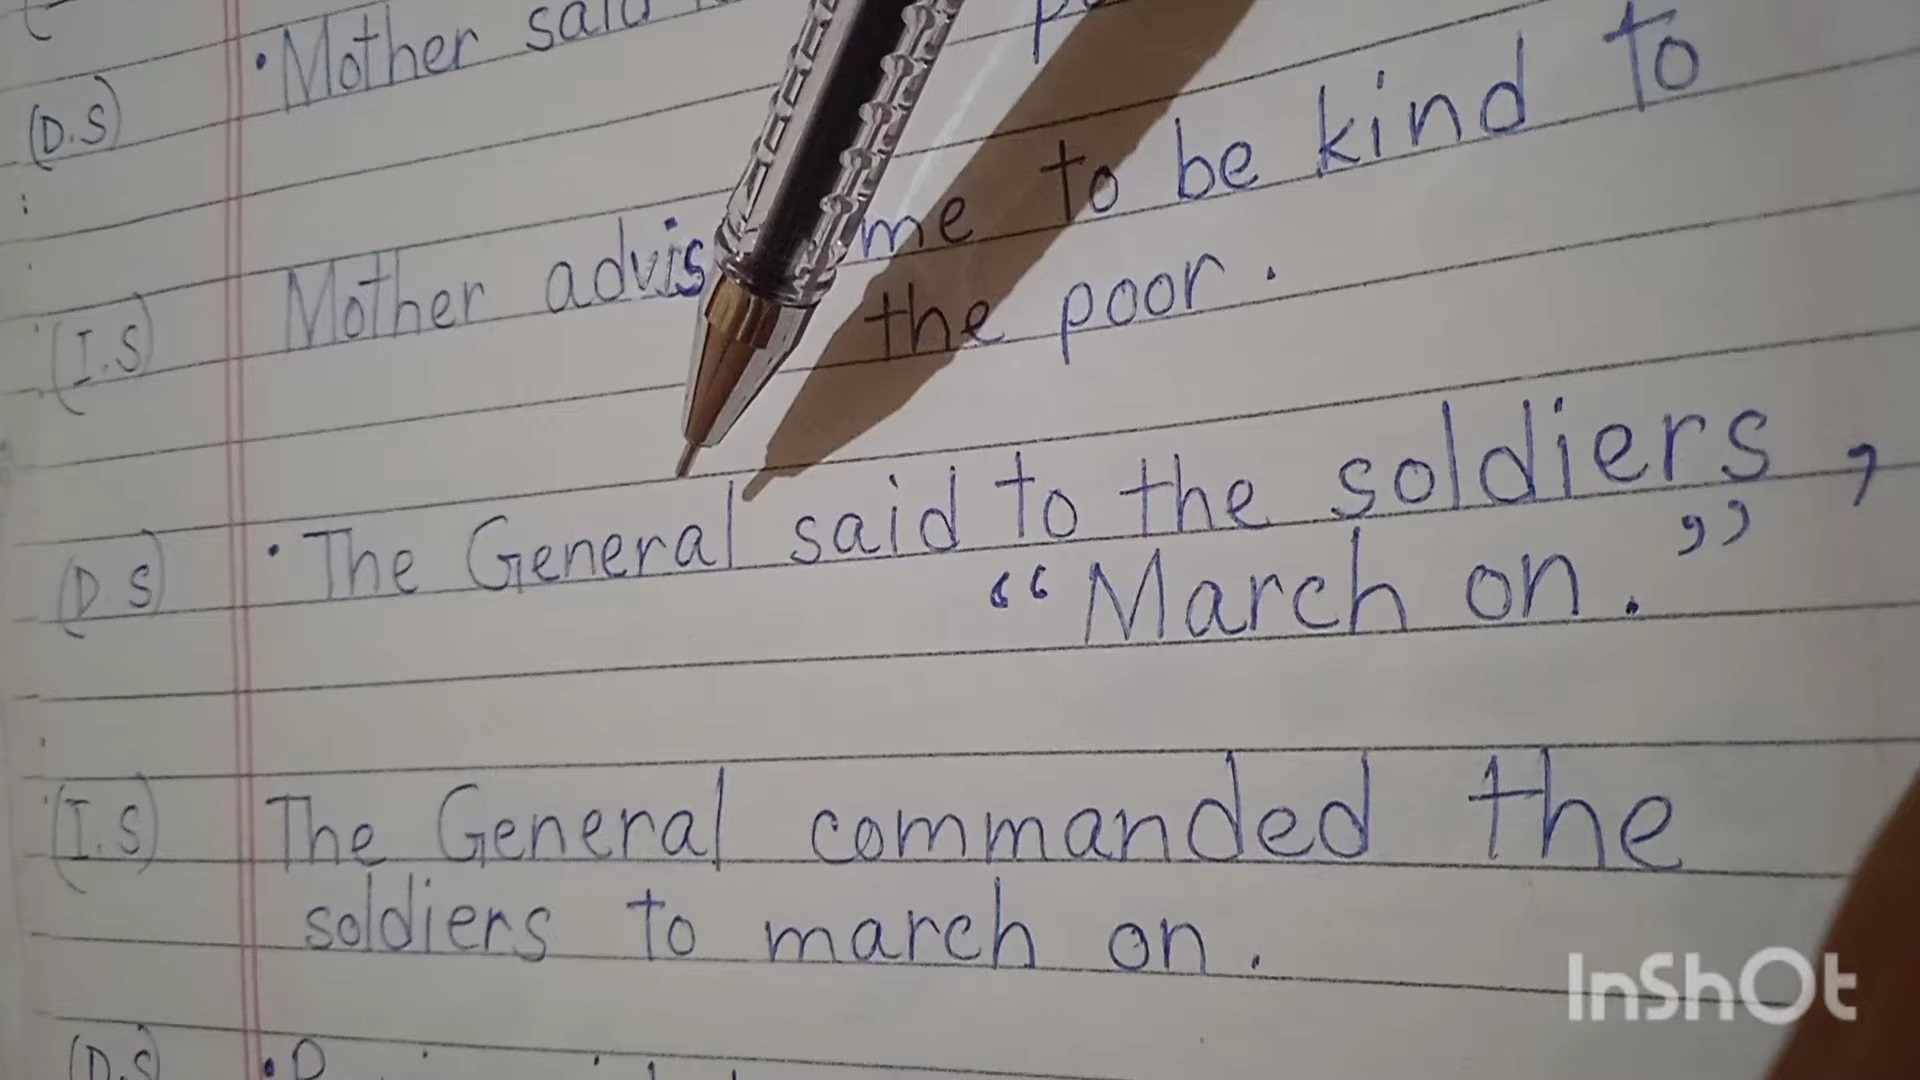 (D.S) • Mother said
(I.S) Mother me to be kind to
the poor.
(D.S) • The General said to the soldiers,
“March on.”
(I.S) The General commanded the
soldiers to march on.
(D.S) •
InShOt